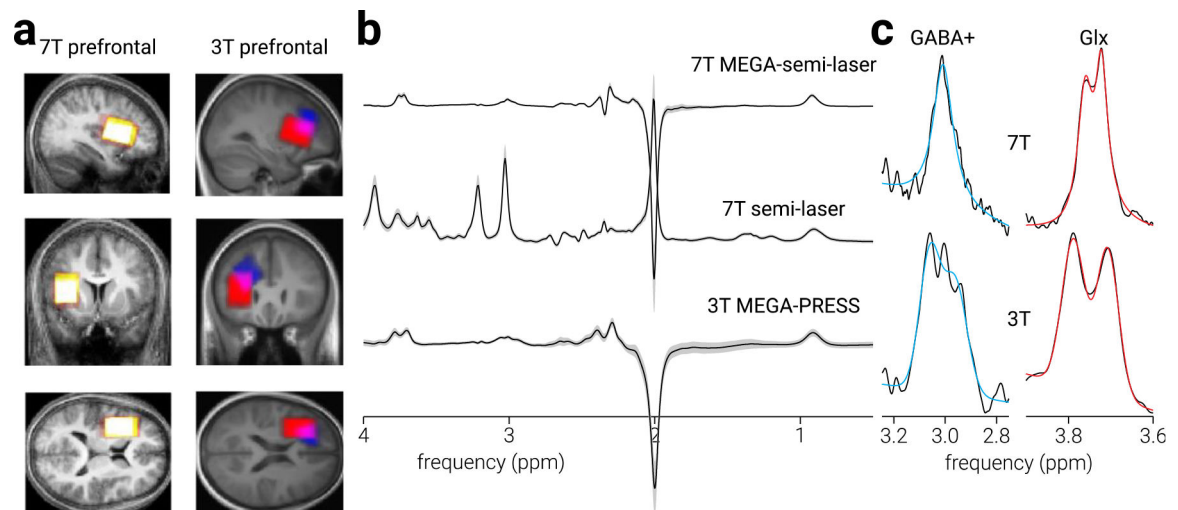 a
7T prefrontal
3T prefrontal
b
7T MEGA-semi-laser
7T semi-laser
3T MEGA-PRESS
4
3
2
1
frequency (ppm)
c
GABA+
Glx
7T
3T
3.2
3.0
2.8
3.8
3.6
frequency (ppm)